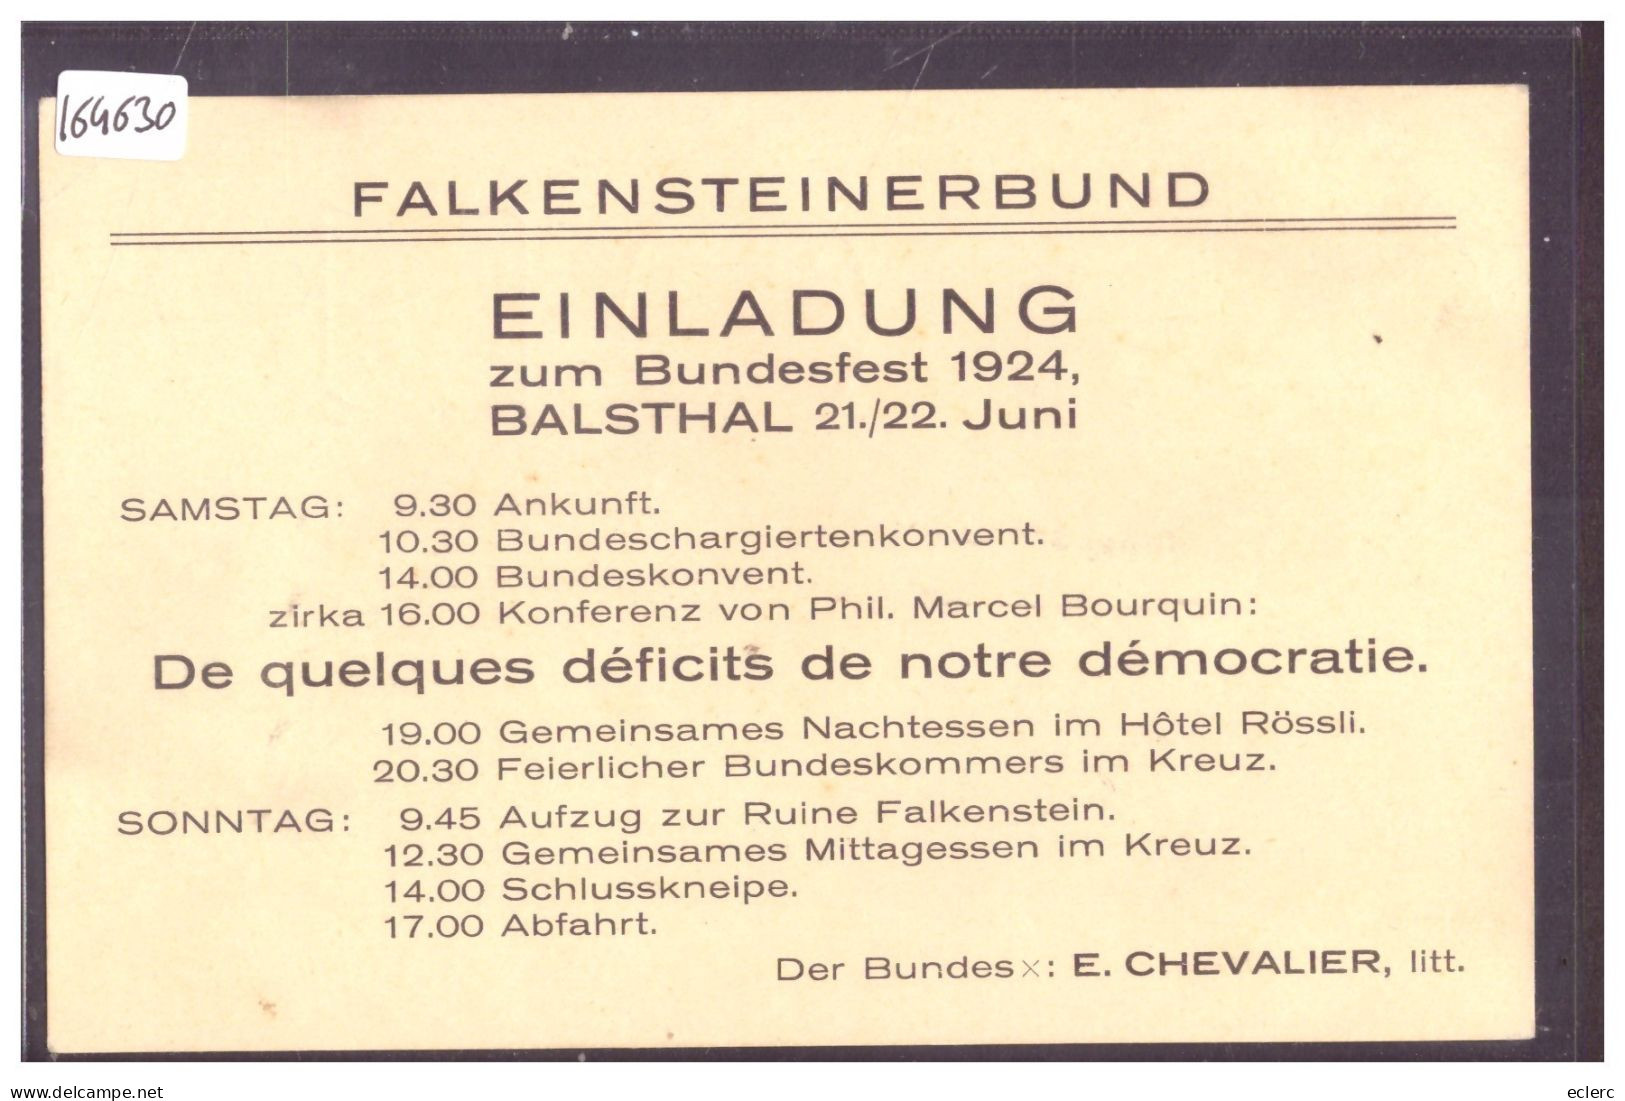 164630
FALKENSTEINERBUND
EINLADUNG
zum Bundesfest 1924,
BALSTHAL 21./22. Juni
SAMSTAG: 9.30 Ankunft.
10.30 Bundeschargiertenkonvent.
14.00 Bundeskonvent.
zirka 16.00 Konferenz von Phil. Marcel Bourquin:
De quelques déficits de notre démocratie.
19.00 Gemeinsames Nachtessen im Hôtel Rössli.
20.30 Feierlicher Bundeskommers im Kreuz.
SONNTAG: 9.45 Aufzug zur Ruine Falkenstein.
12.30 Gemeinsames Mittagessen im Kreuz.
14.00 Schlusskneipe.
17.00 Abfahrt.
Der Bundes×: E. CHEVALIER, litt.
https://www.delcampe.net
eclerc